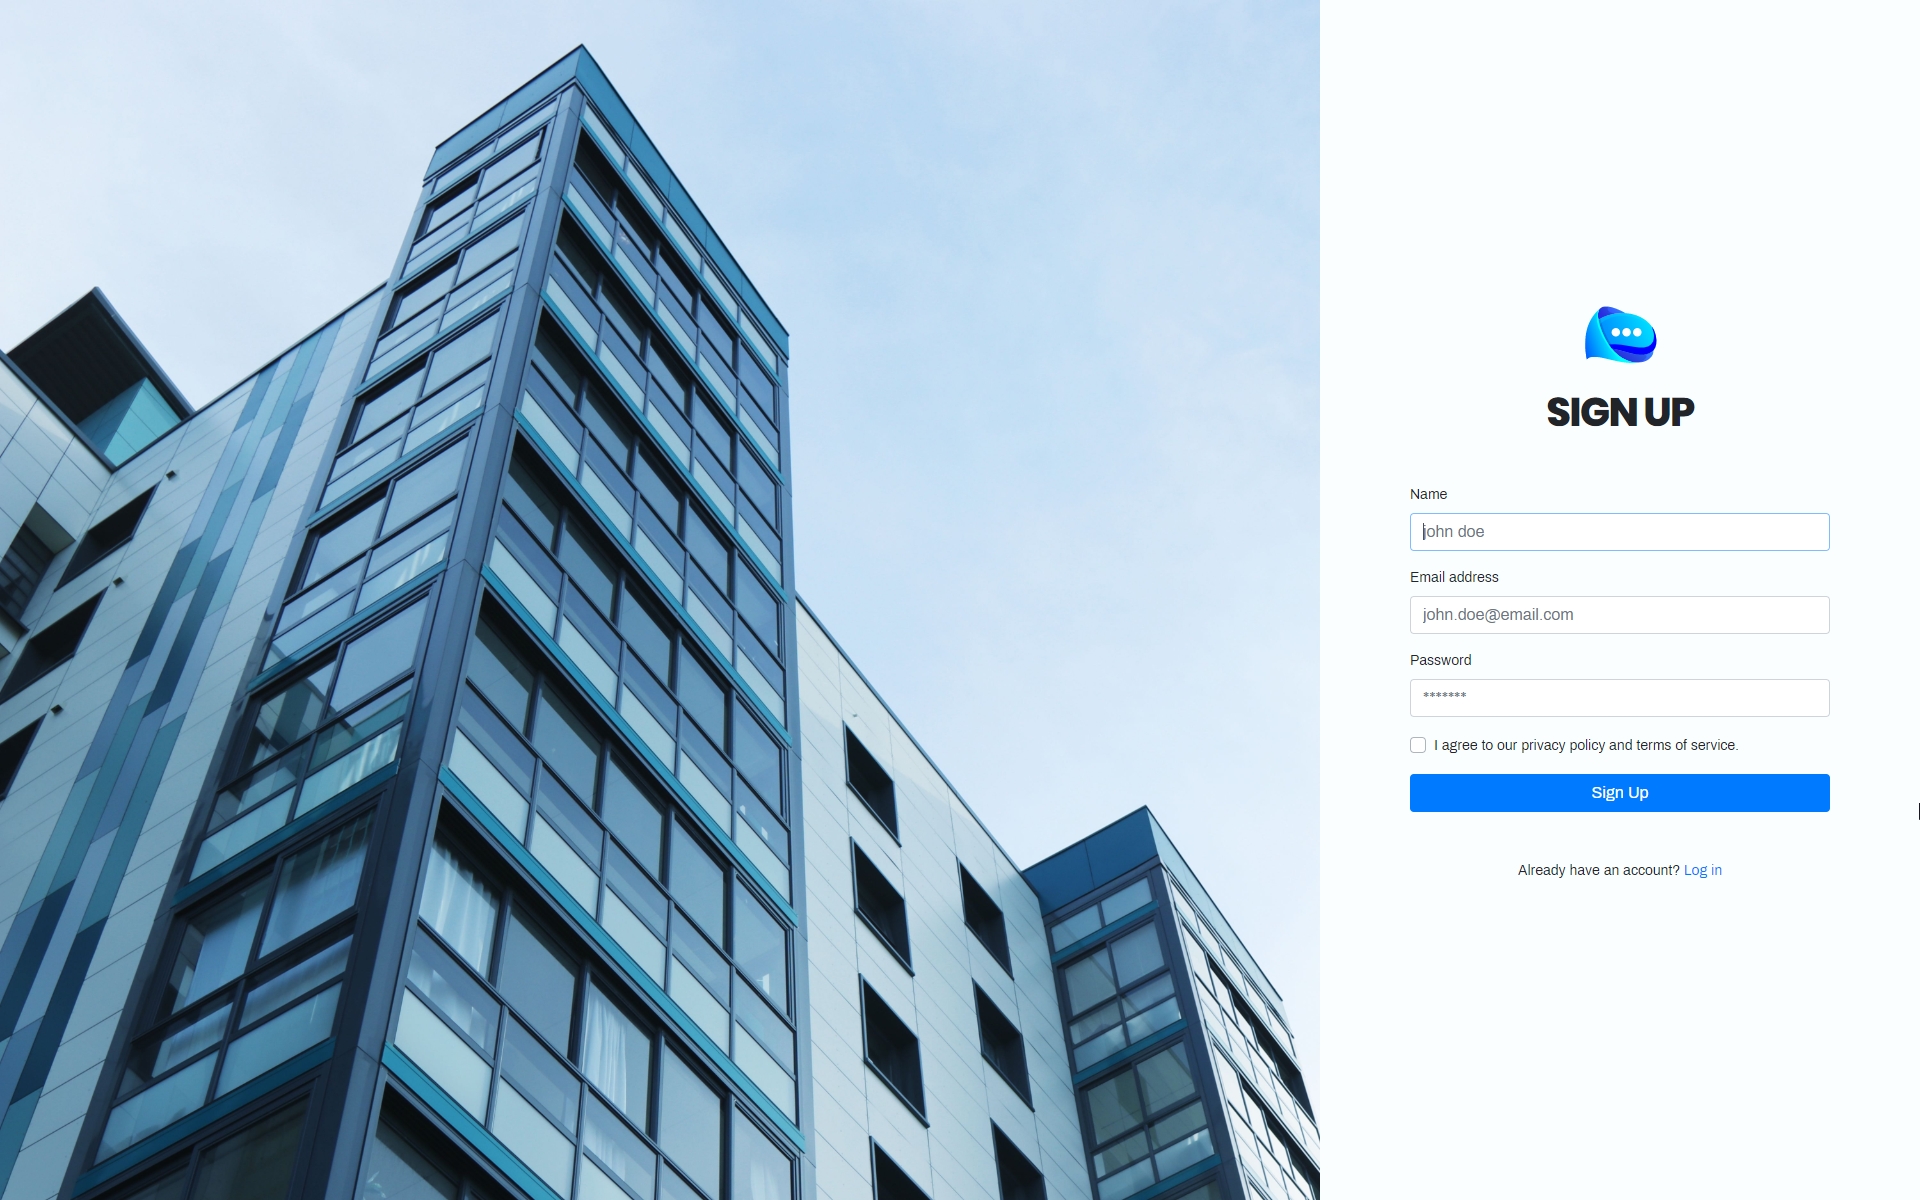 SIGN UP
Name
john doe
Email address
john.doe@email.com
Password
*******
I agree to our privacy policy and terms of service.
Sign Up
Already have an account? Log in